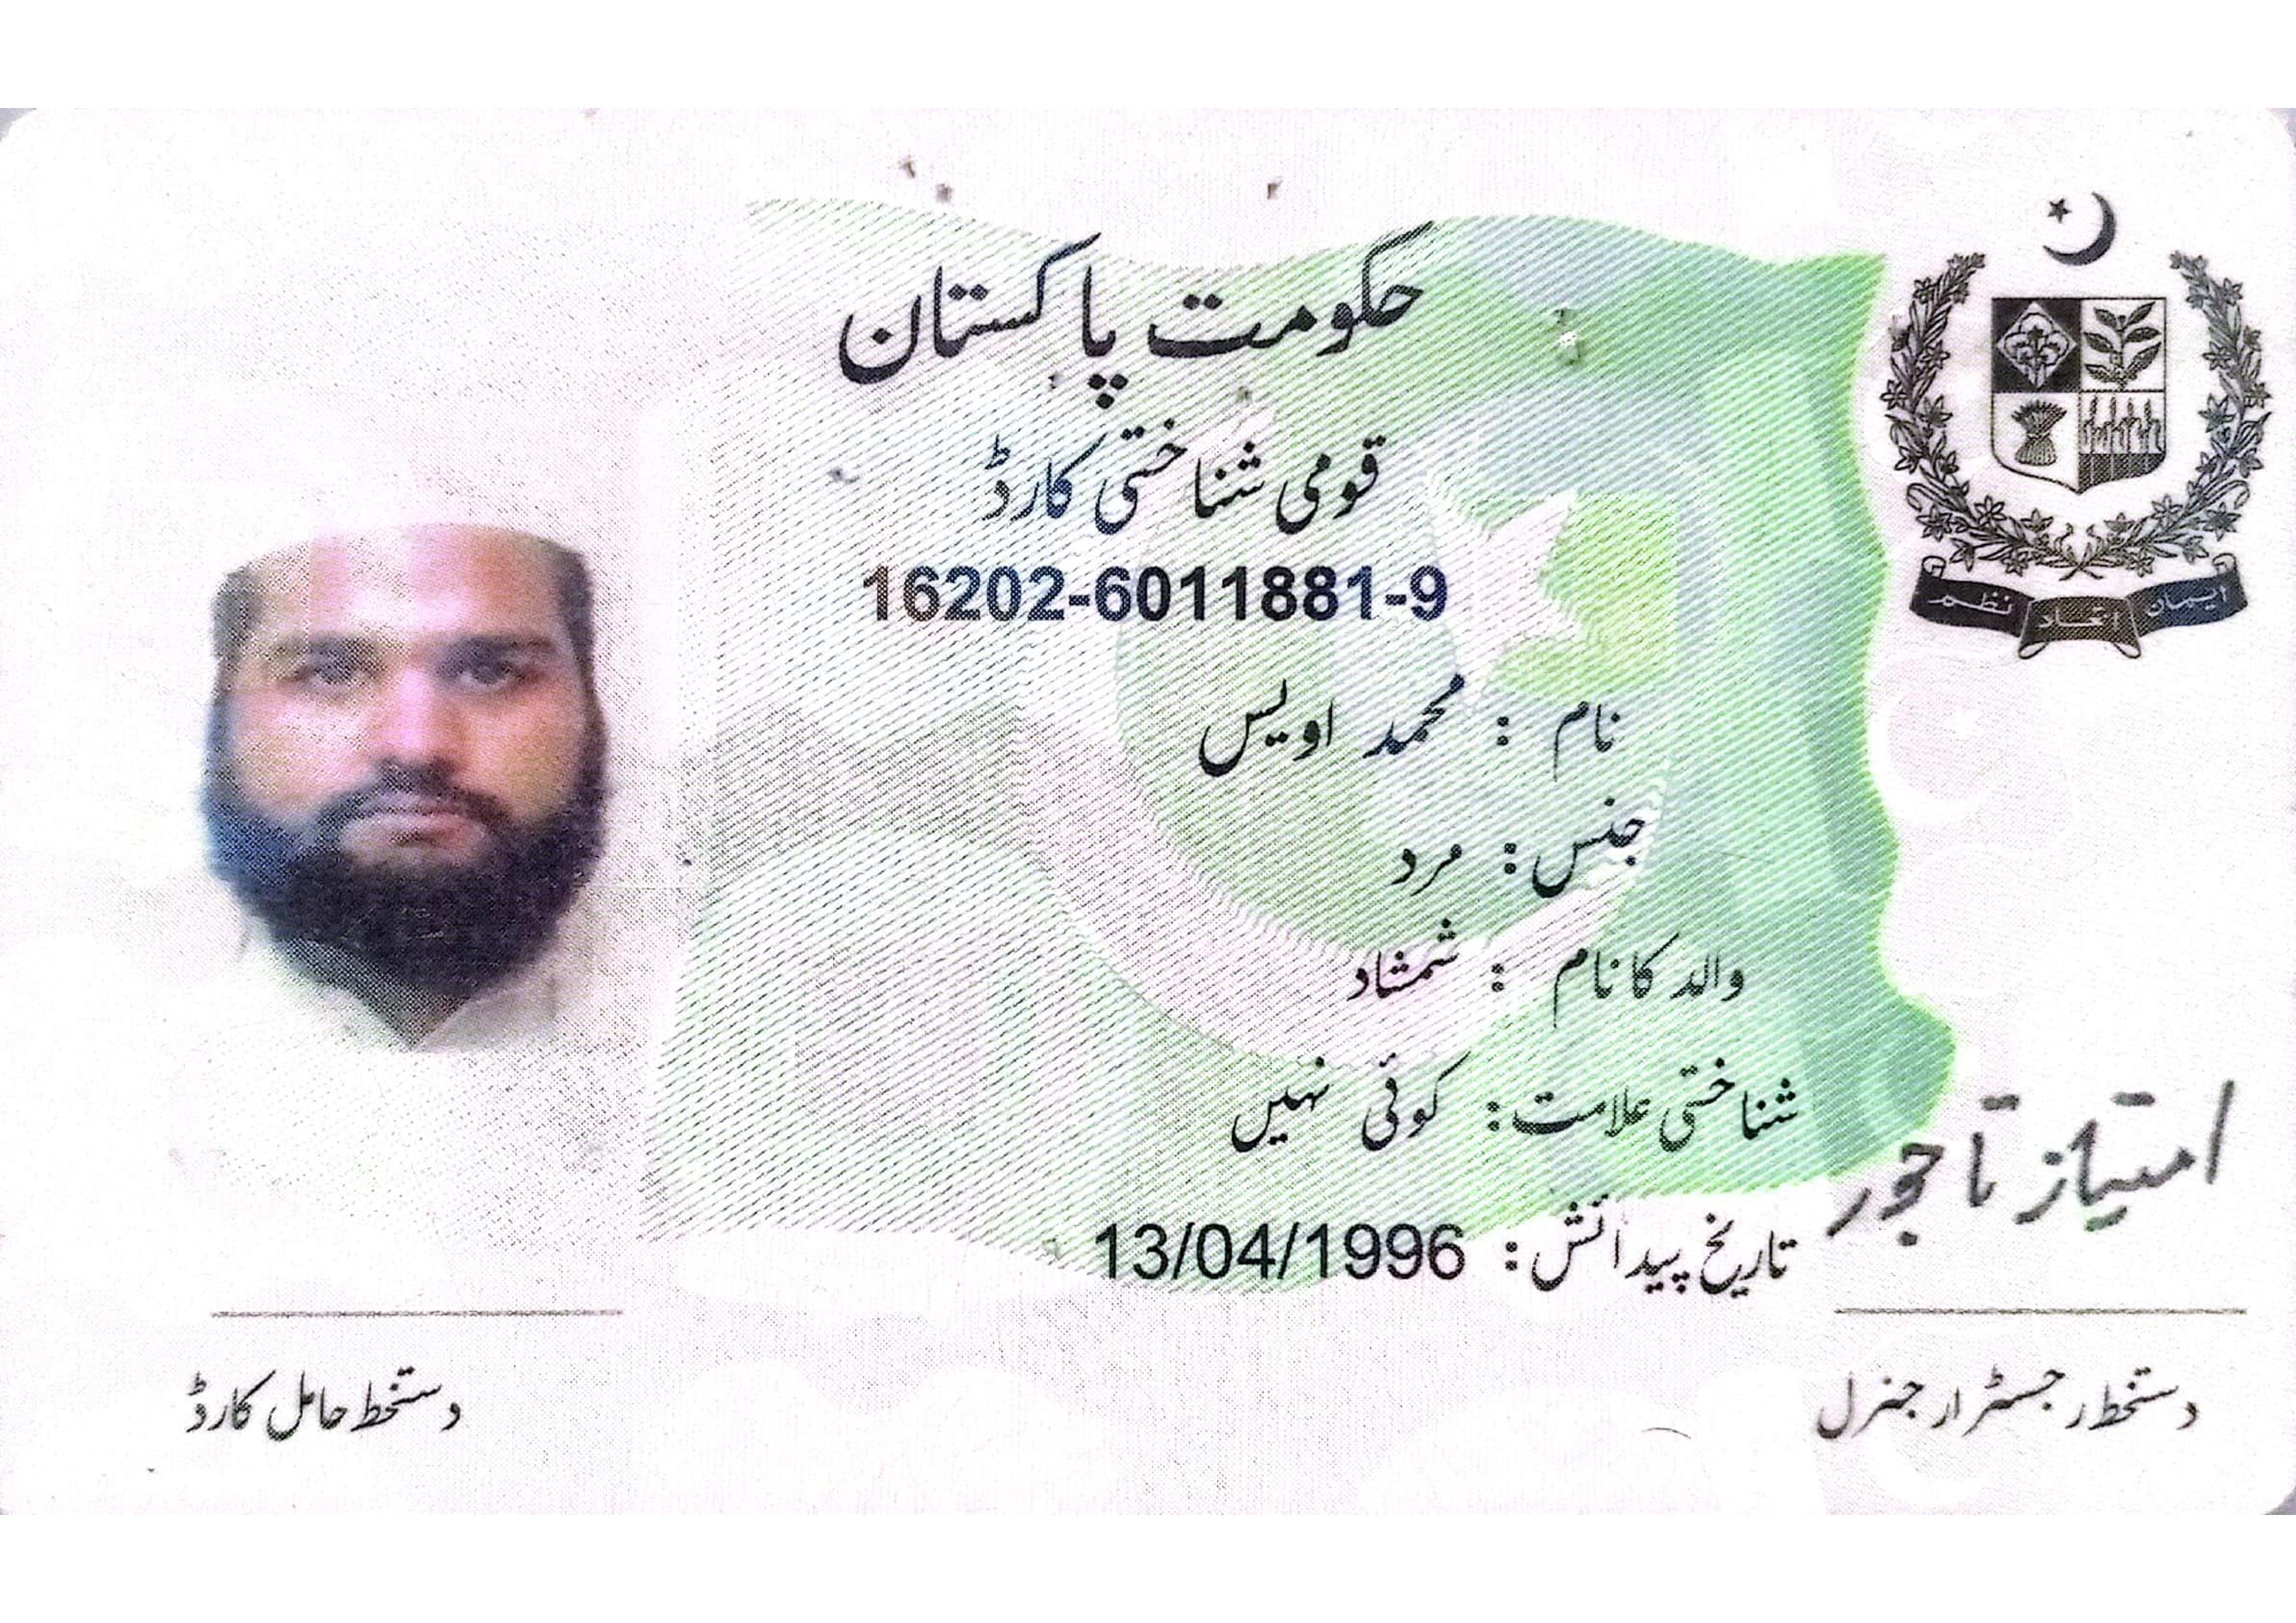 حکومت پاکستان
قومی شناختی کارڈ
16202-6011881-9
نام : محمد اویس
جنس : مرد
والد کا نام : شمشاد
شناختی علامت : کوئی نہیں
تاریخ پیدائش : 13/04/1996
ایمان اتحاد نظم
امتیاز تاجور
دستخط رجسٹرار جنرل
دستخط حامل کارڈ